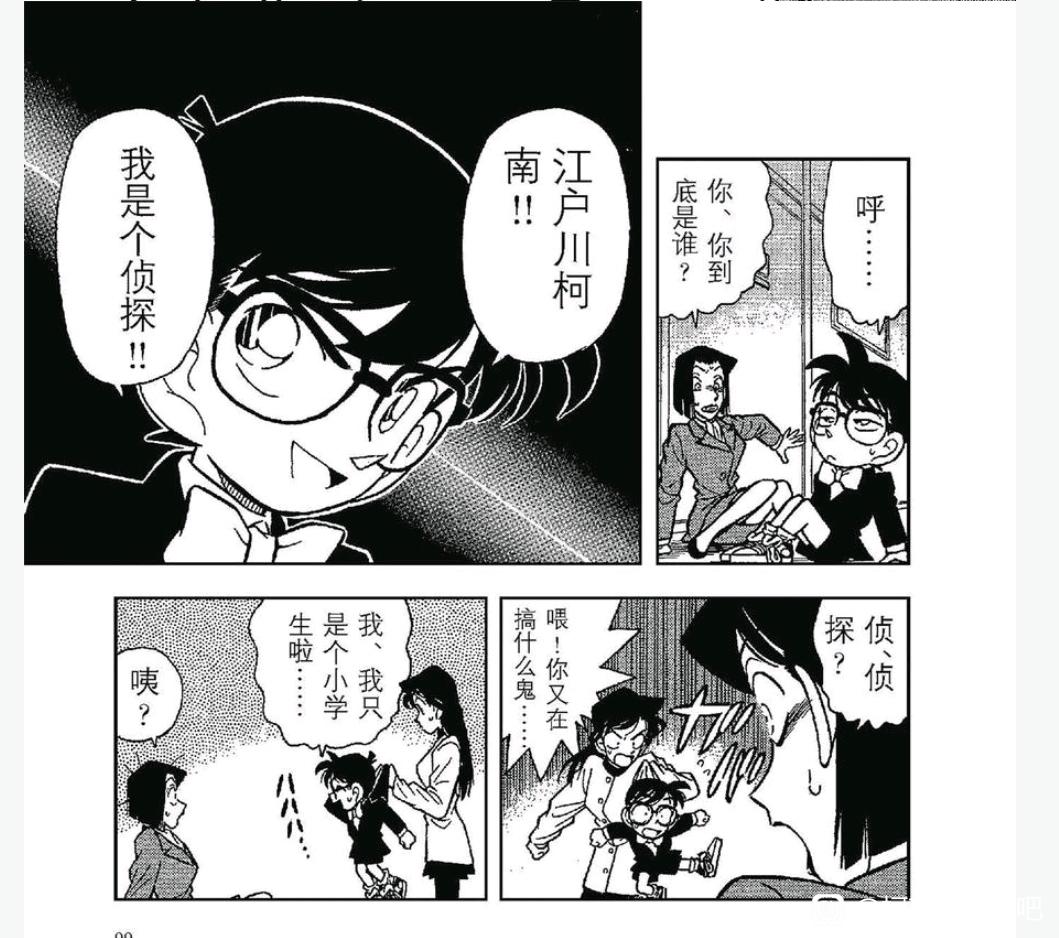 呼……
你、你到
底是谁？
江户川柯
南!!
我是个侦探!!
侦、侦
探？
喂！你又在
搞什么鬼……
我、我只
是个小学
生啦……
咦？
吧